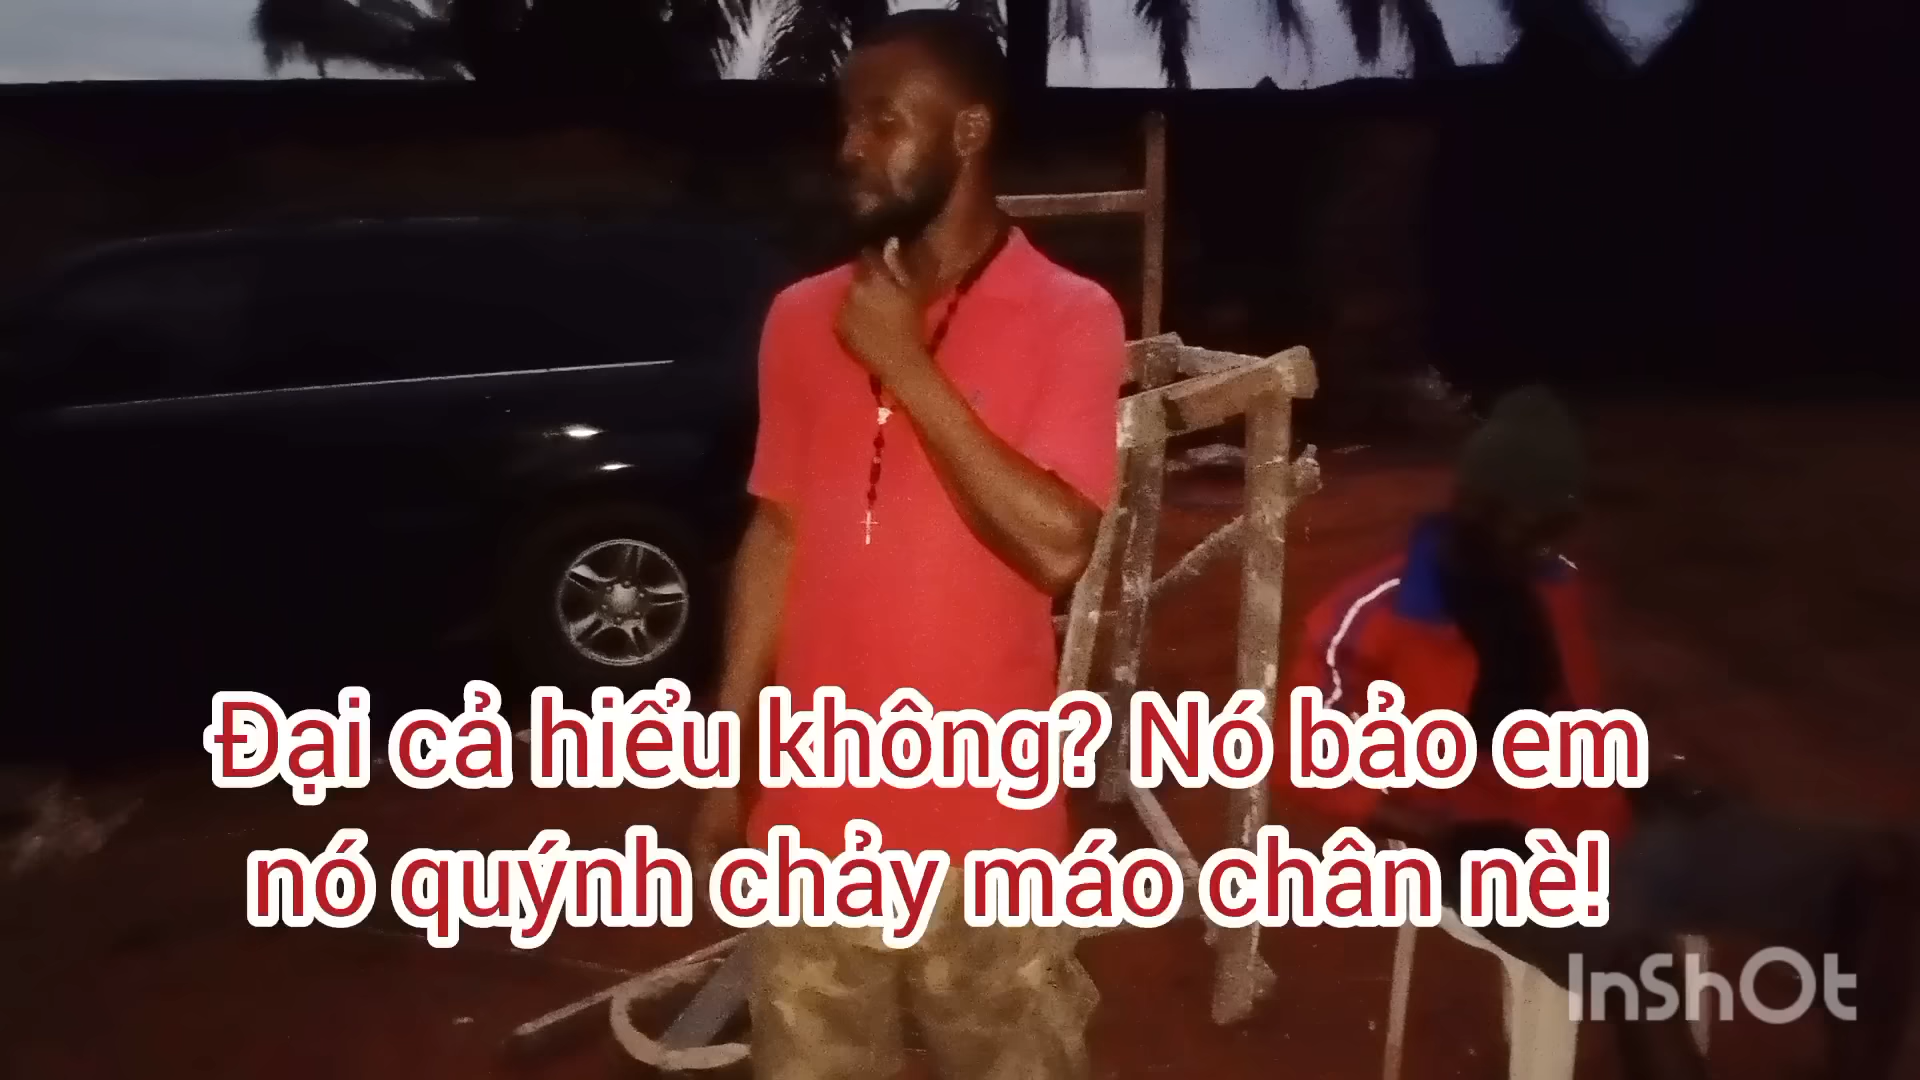 Đại cả hiểu không? Nó bảo em
nó quýnh chảy máo chân nè!
InShOt